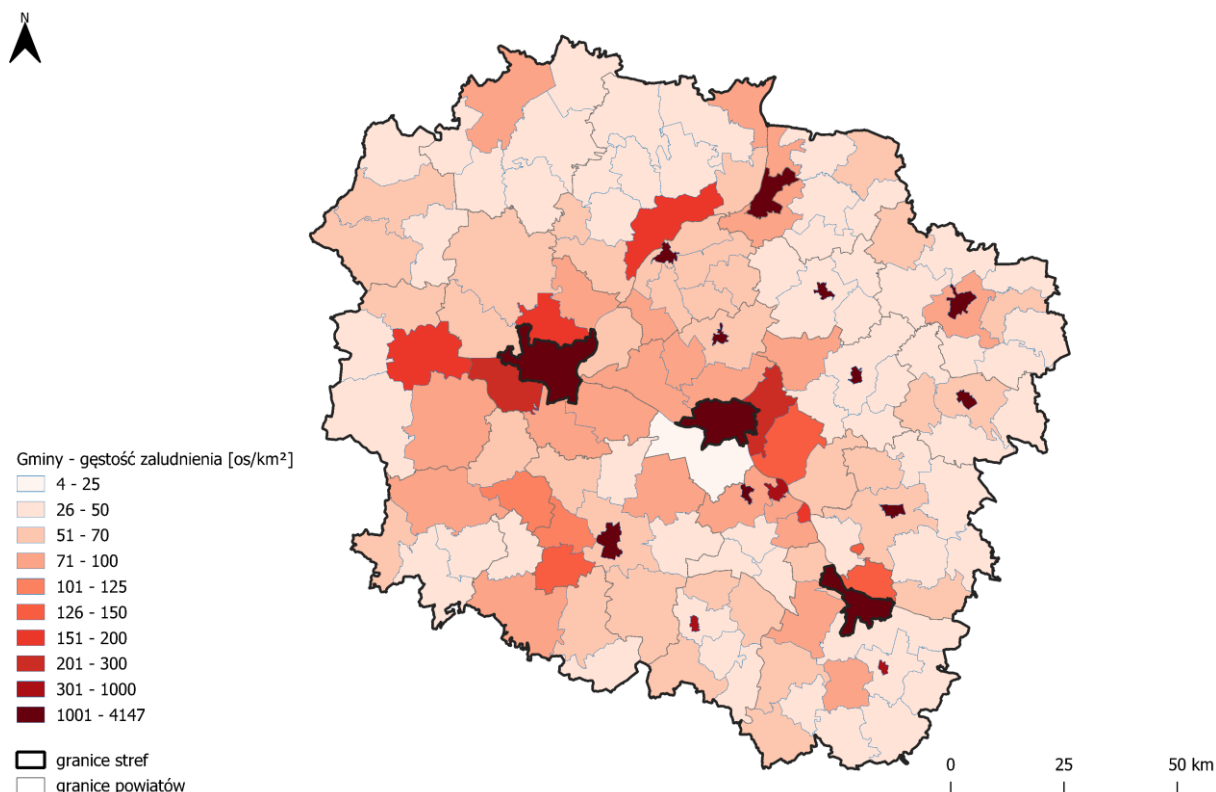 N
Gminy - gęstość zaludnienia [os/km²]
4 - 25
26 - 50
51 - 70
71 - 100
101 - 125
126 - 150
151 - 200
201 - 300
301 - 1000
1001 - 4147
granice stref
granice powiatów
0 25 50 km